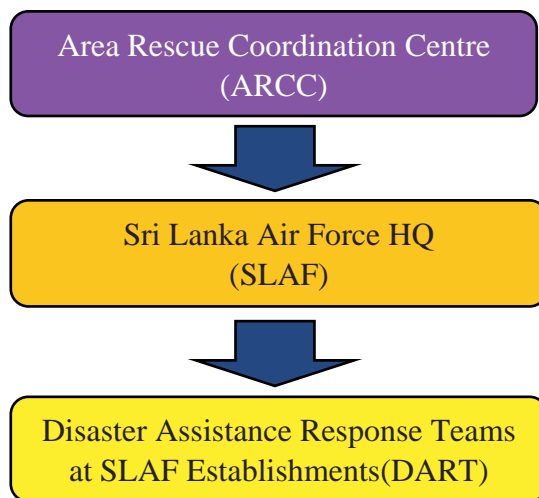 Area Rescue Coordination Centre
(ARCC)
Sri Lanka Air Force HQ
(SLAF)
Disaster Assistance Response Teams
at SLAF Establishments(DART)